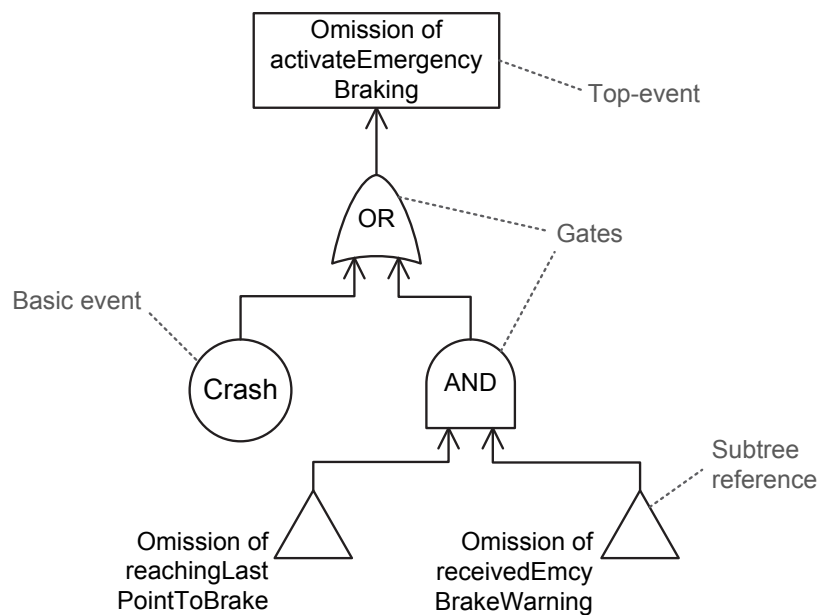 Omission of
activateEmergency
Braking
Top-event
OR
Gates
Basic event
Crash
AND
Subtree
reference
Omission of
reachingLast
PointToBrake
Omission of
receivedEmcy
BrakeWarning